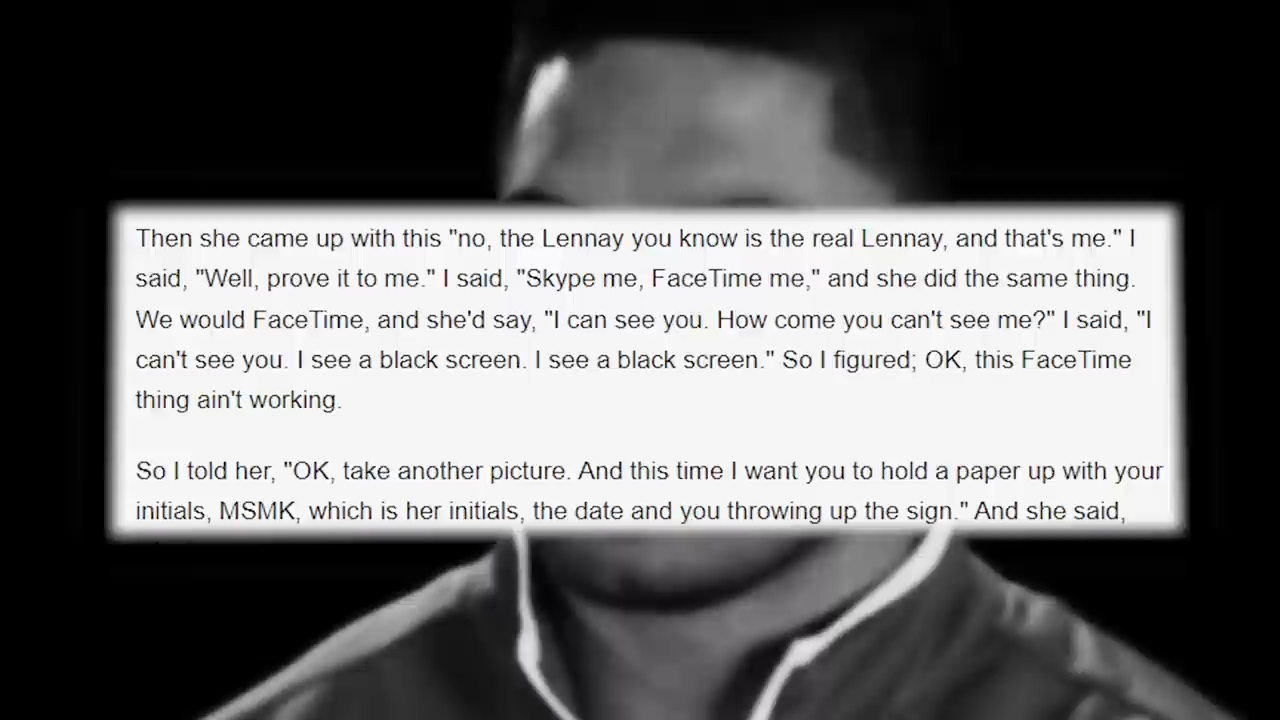 Then she came up with this "no, the Lennay you know is the real Lennay, and that's me." I
said, "Well, prove it to me." I said, "Skype me, FaceTime me," and she did the same thing.
We would FaceTime, and she'd say, "I can see you. How come you can't see me?" I said, "I
can't see you. I see a black screen. I see a black screen." So I figured; OK, this FaceTime
thing ain't working.
So I told her, "OK, take another picture. And this time I want you to hold a paper up with your
initials, MSMK, which is her initials, the date and you throwing up the sign." And she said,